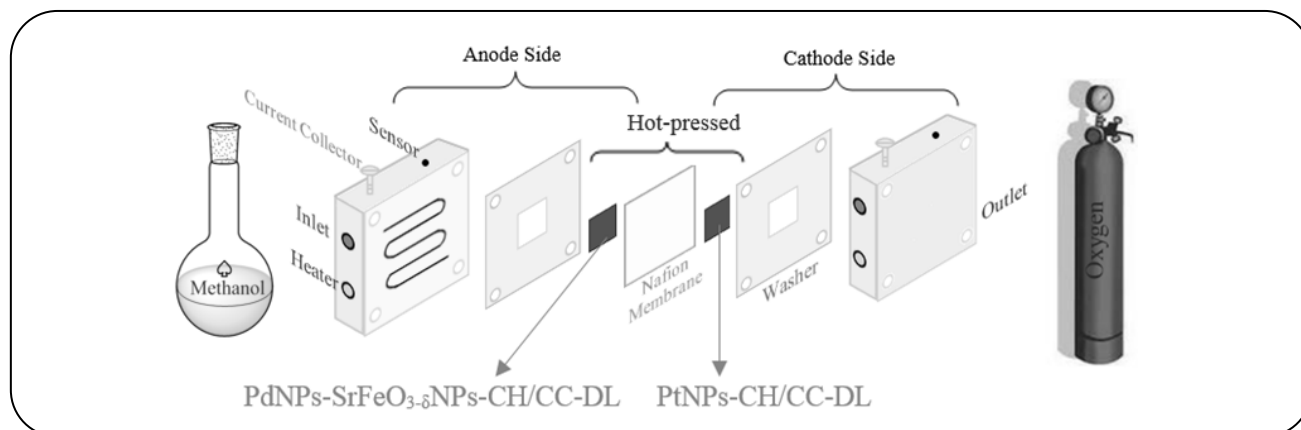 Anode Side
Cathode Side
Hot-pressed
Current Collector
Sensor
Inlet
Heater
Methanol
Nafion
Membrane
Washer
Outlet
Oxygen
PdNPs-SrFeO₃₋δNPs-CH/CC-DL
PtNPs-CH/CC-DL